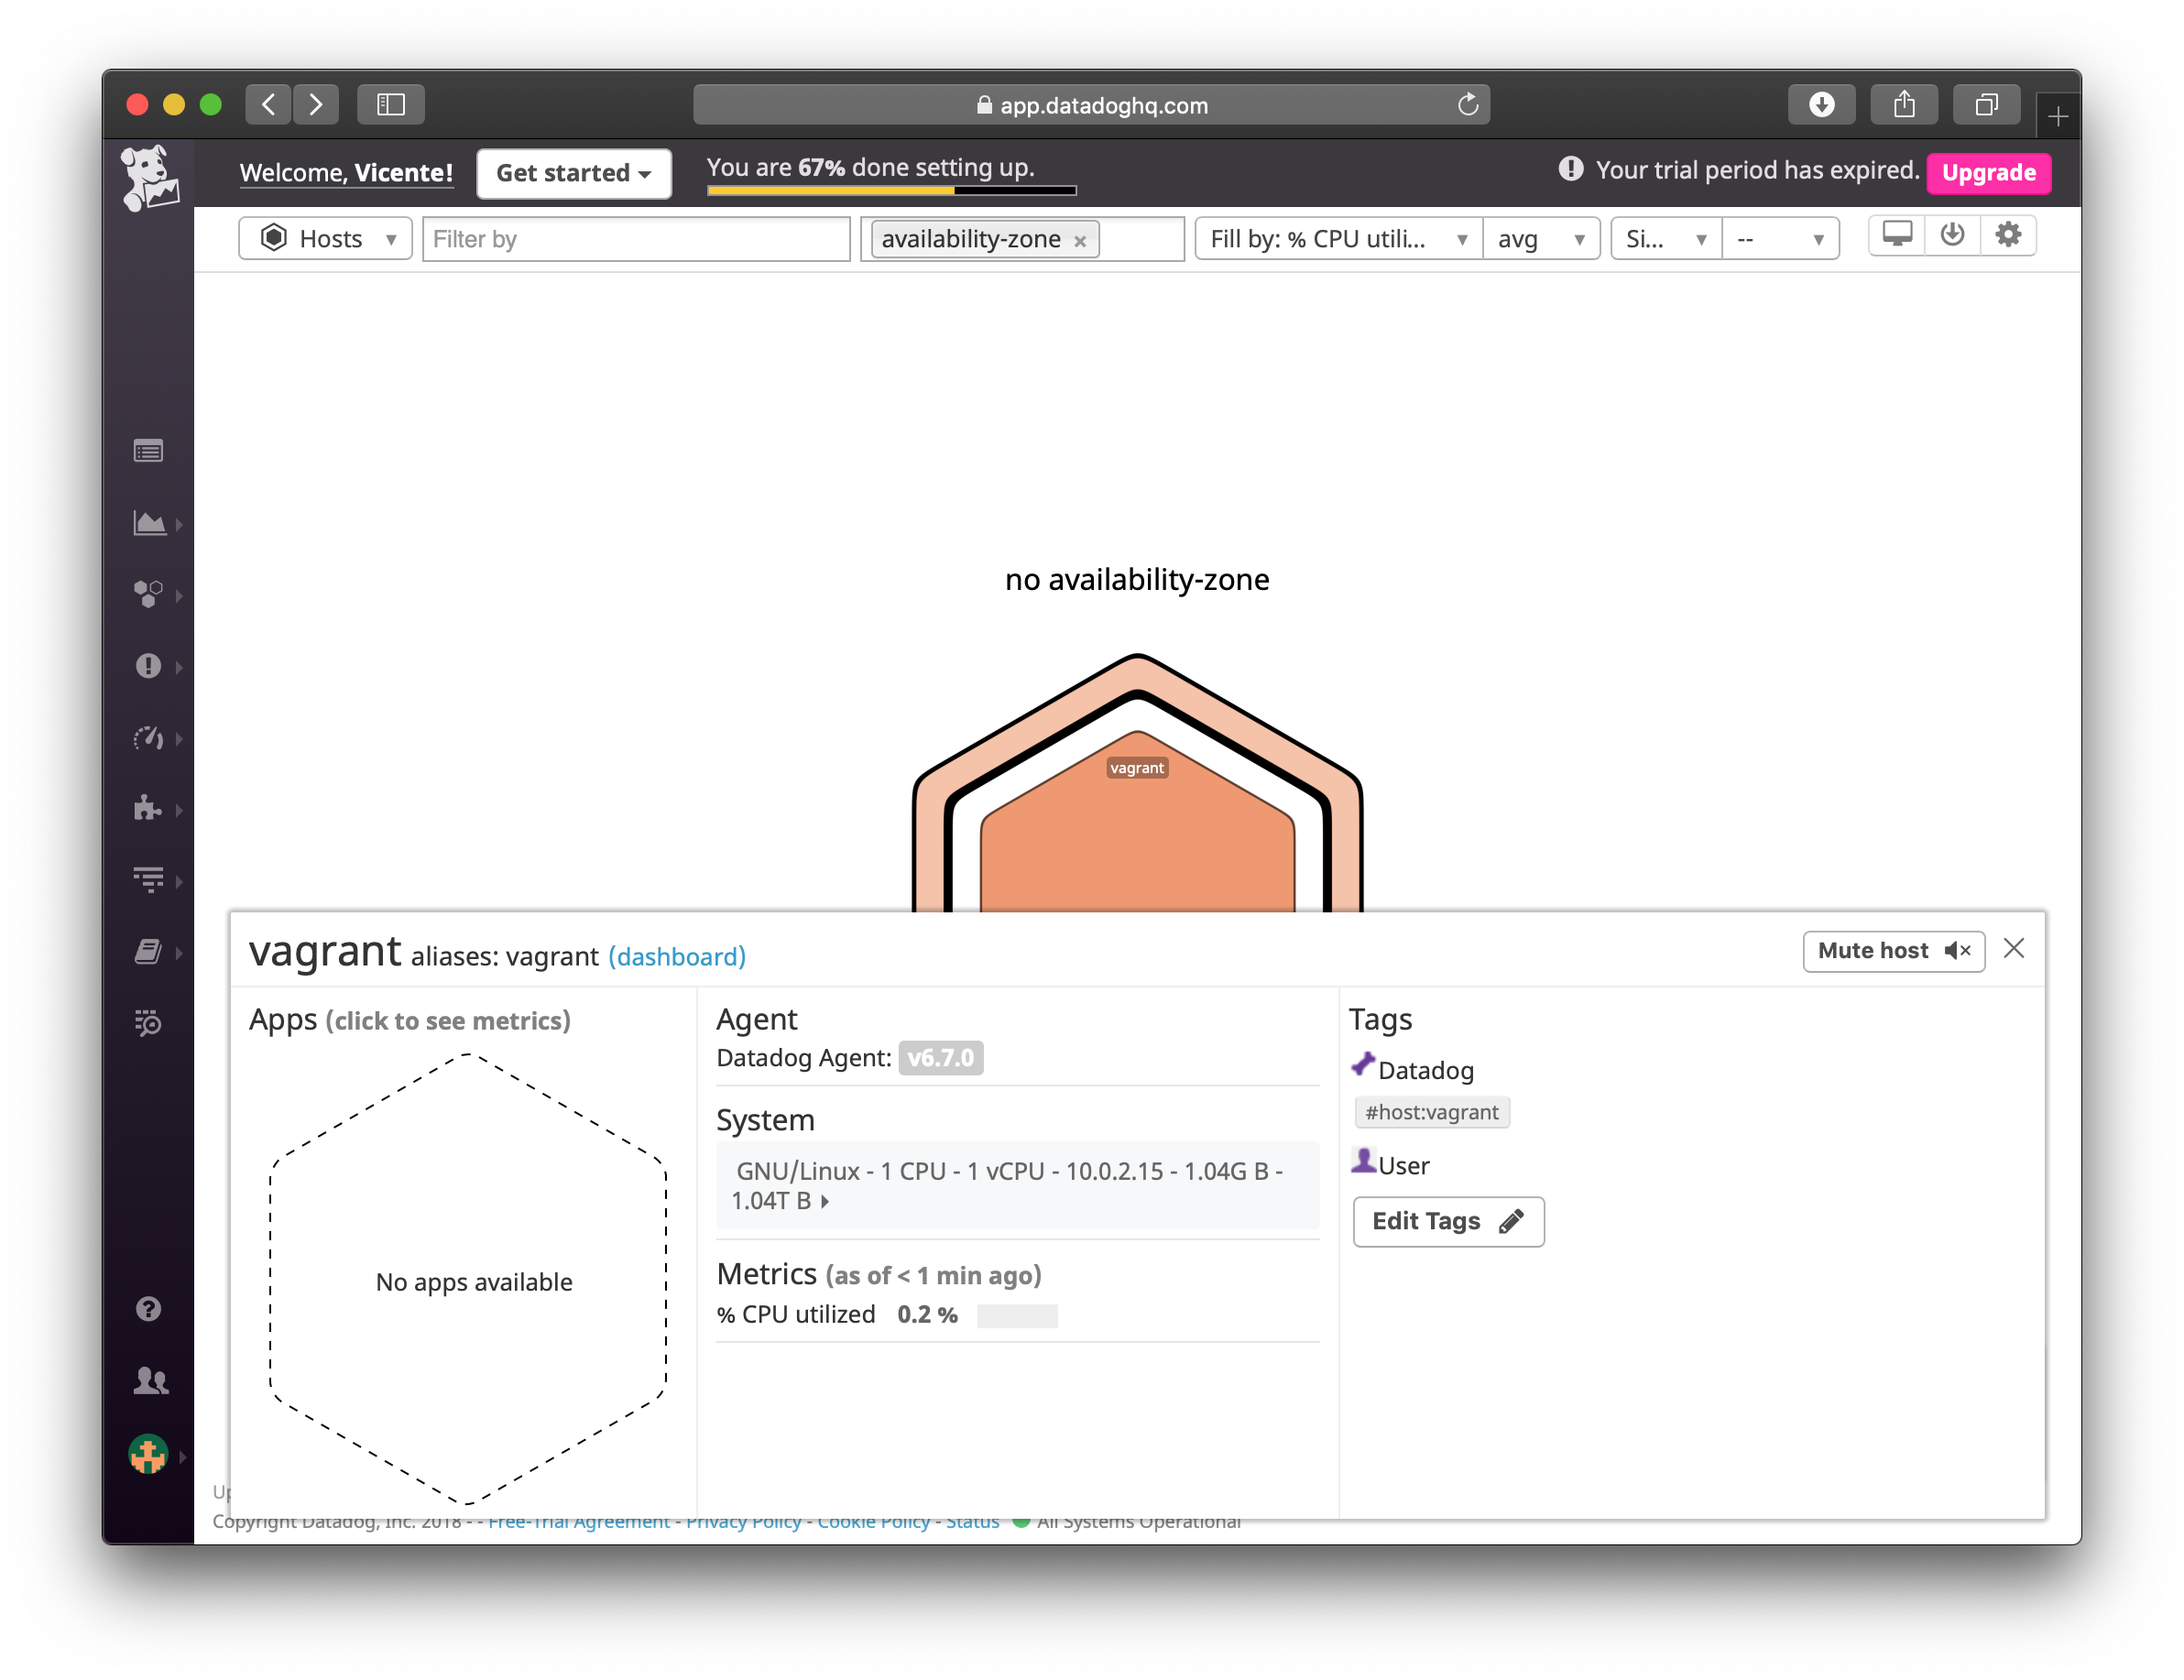 app.datadoghq.com
Welcome, Vicente!
Get started
You are 67% done setting up.
Your trial period has expired.
Upgrade
Hosts
Filter by
availability-zone ×
Fill by: % CPU utili...
avg
Si...
--
no availability-zone
vagrant
vagrant aliases: vagrant (dashboard)
Mute host
Apps (click to see metrics)
No apps available
Agent
Datadog Agent: v6.7.0
System
GNU/Linux - 1 CPU - 1 vCPU - 10.0.2.15 - 1.04G B -
1.04T B
Metrics (as of < 1 min ago)
% CPU utilized 0.2 %
Tags
Datadog
#host:vagrant
User
Edit Tags
Copyright Datadog, Inc. 2018 - - Free-Trial Agreement - Privacy Policy - Cookie Policy - Status All Systems Operational